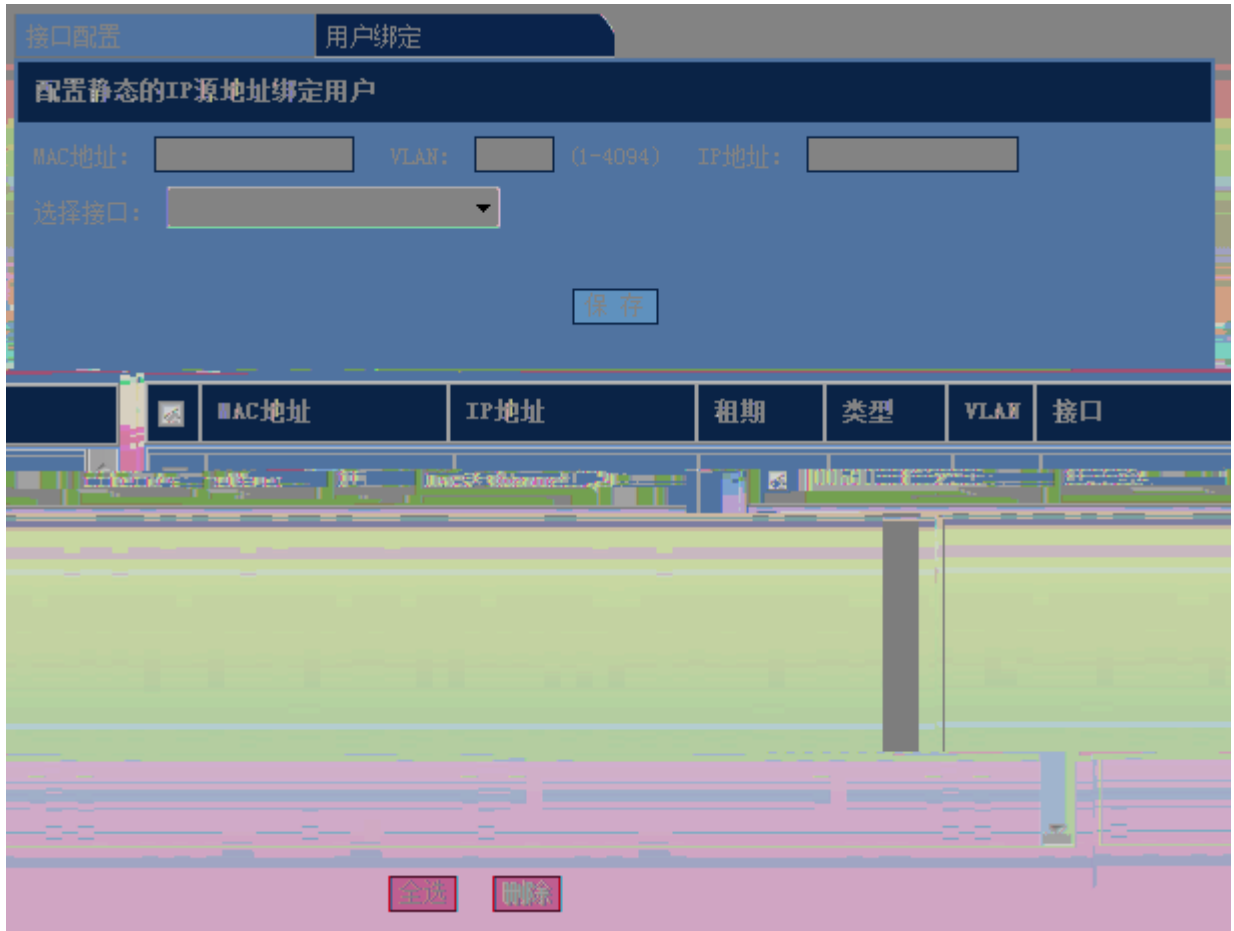 接口配置 用户绑定
配置静态的IP源地址绑定用户
MAC地址: VLAN: (1-4094) IP地址:
选择接口:
保 存
MAC地址 IP地址 租期 类型 VLAN 接口
全选 删除